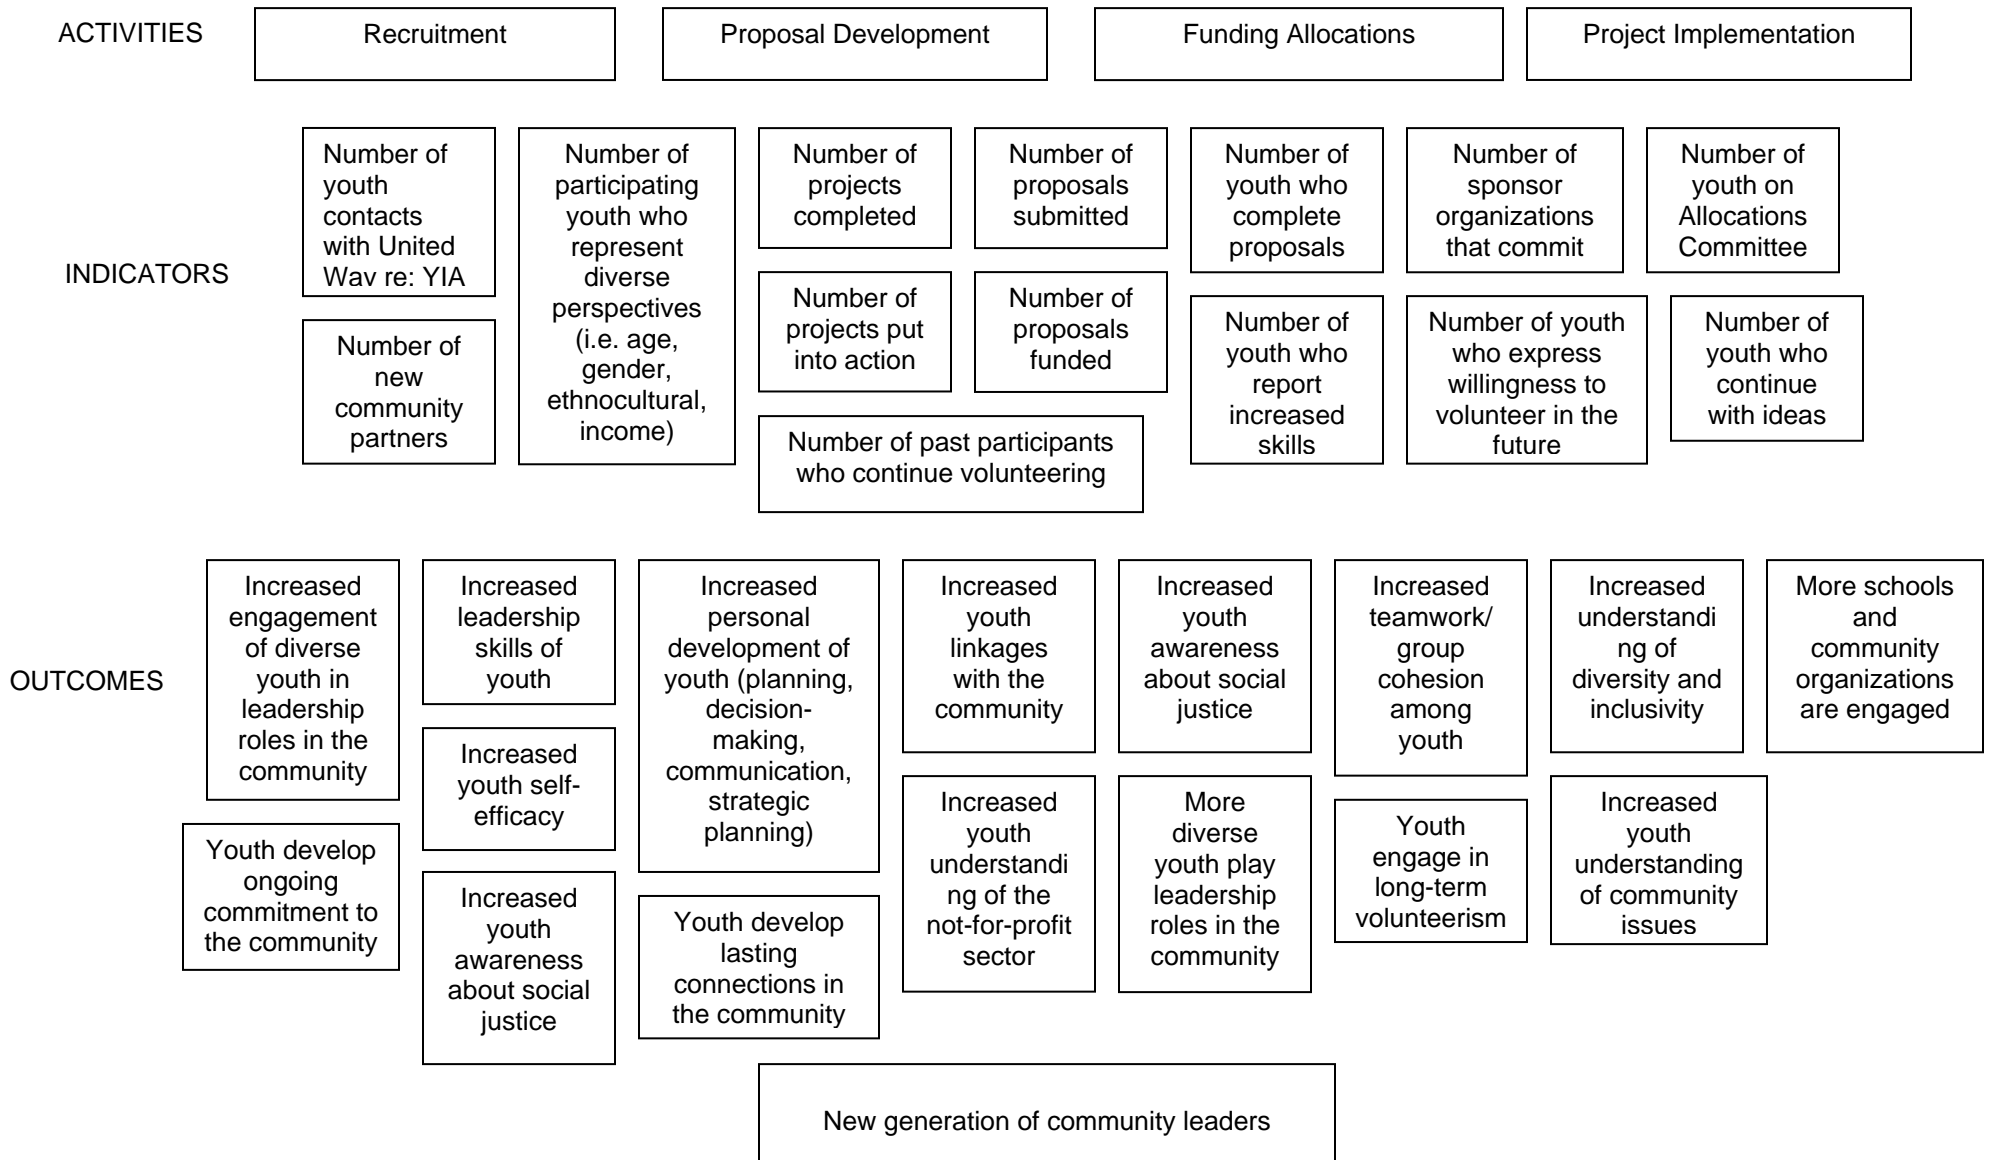 ACTIVITIES
Recruitment
Proposal Development
Funding Allocations
Project Implementation
INDICATORS
Number of
youth
contacts
with United
Way re: YIA
Number of
new
community
partners
Number of
participating
youth who
represent
diverse
perspectives
(i.e. age,
gender,
ethnocultural,
income)
Number of
projects
completed
Number of
proposals
submitted
Number of
projects put
into action
Number of
proposals
funded
Number of past participants
who continue volunteering
Number of
youth who
complete
proposals
Number of
sponsor
organizations
that commit
Number of
youth on
Allocations
Committee
Number of
youth who
report
increased
skills
Number of youth
who express
willingness to
volunteer in the
future
Number of
youth who
continue
with ideas
OUTCOMES
Increased
engagement
of diverse
youth in
leadership
roles in the
community
Youth develop
ongoing
commitment to
the community
Increased
leadership
skills of
youth
Increased
youth self-
efficacy
Increased
youth
awareness
about social
justice
Increased
personal
development of
youth (planning,
decision-
making,
communication,
strategic
planning)
Youth develop
lasting
connections in
the community
Increased
youth
linkages
with the
community
Increased
youth
understandi
ng of the
not-for-profit
sector
Increased
youth
awareness
about social
justice
More
diverse
youth play
leadership
roles in the
community
Increased
teamwork/
group
cohesion
among
youth
Youth
engage in
long-term
volunteerism
Increased
understandi
ng of
diversity and
inclusivity
Increased
youth
understanding
of community
issues
More schools
and
community
organizations
are engaged
New generation of community leaders